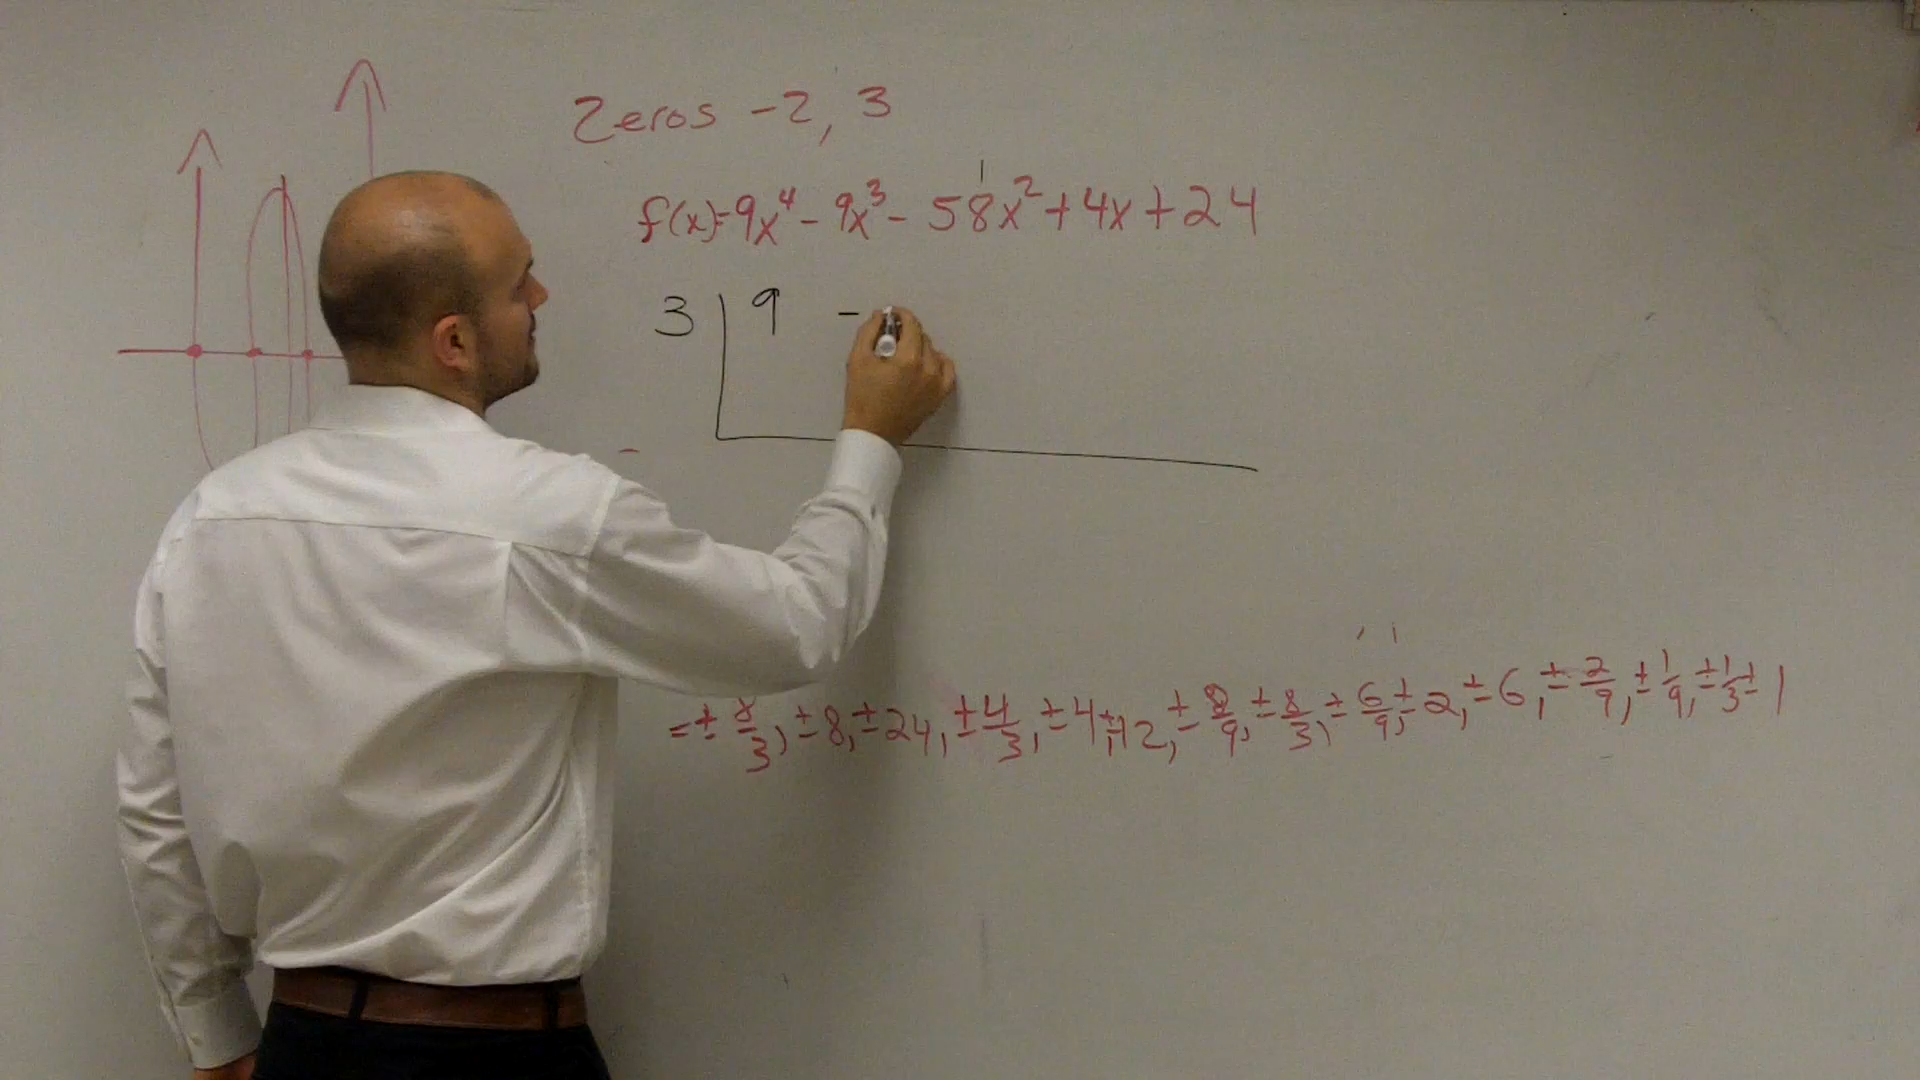 Zeros -2, 3
f(x)=9x⁴ - 9x³ - 58x² + 4x + 24
3 | 9 -
= ± 8/3, ± 8, ± 24, ± 4/3, ± 4, ± 12, ± 8/9, ± 8/3, ± 6/9, ± 2, ± 6, ± 2/9, ± 1/9, ± 1/3 ± 1